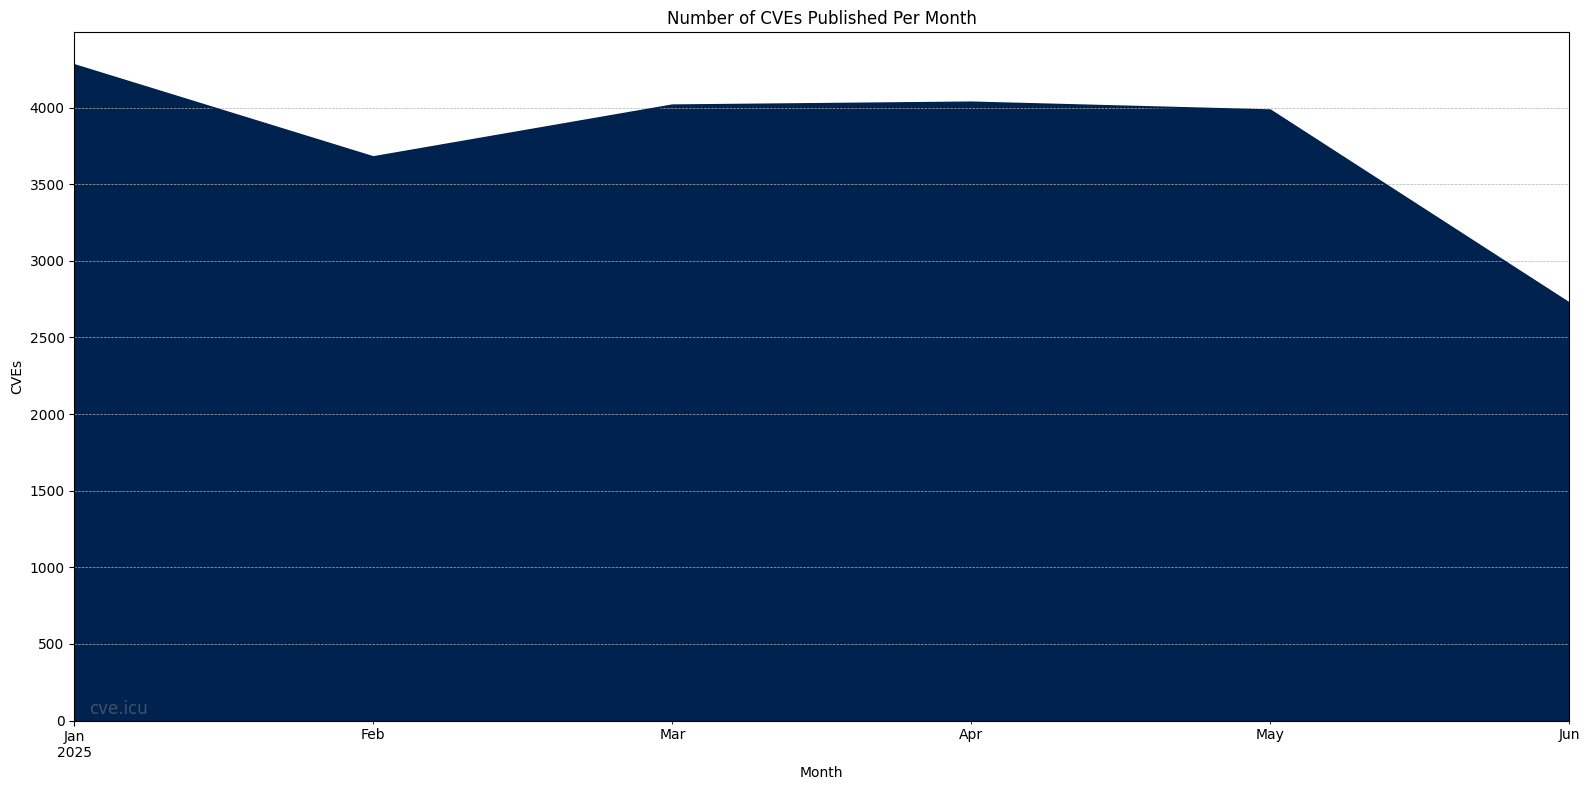 Number of CVEs Published Per Month
4000
3500
3000
2500
2000
1500
1000
500
0
CVEs
cve.icu
Jan Feb Mar Apr May Jun
2025
Month